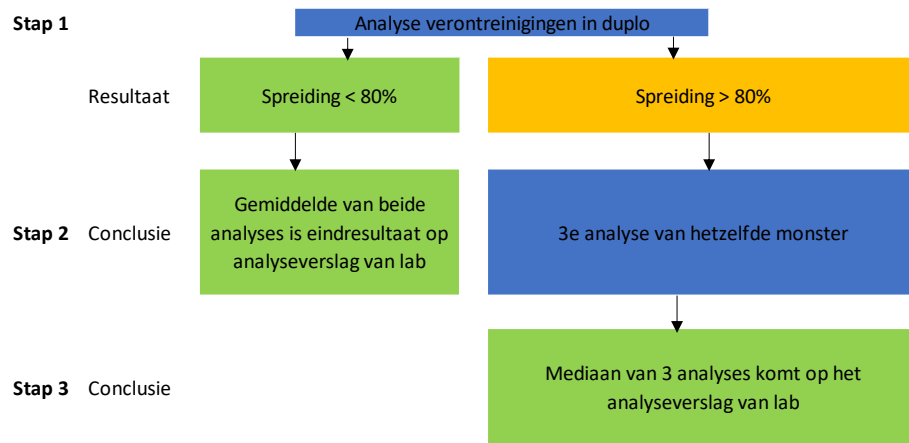 Stap 1
Analyse verontreinigingen in duplo
Resultaat
Spreiding < 80%
Spreiding > 80%
Stap 2
Conclusie
Gemiddelde van beide
analyses is eindresultaat op
analyseverslag van lab
3e analyse van hetzelfde monster
Stap 3
Conclusie
Mediaan van 3 analyses komt op het
analyseverslag van lab